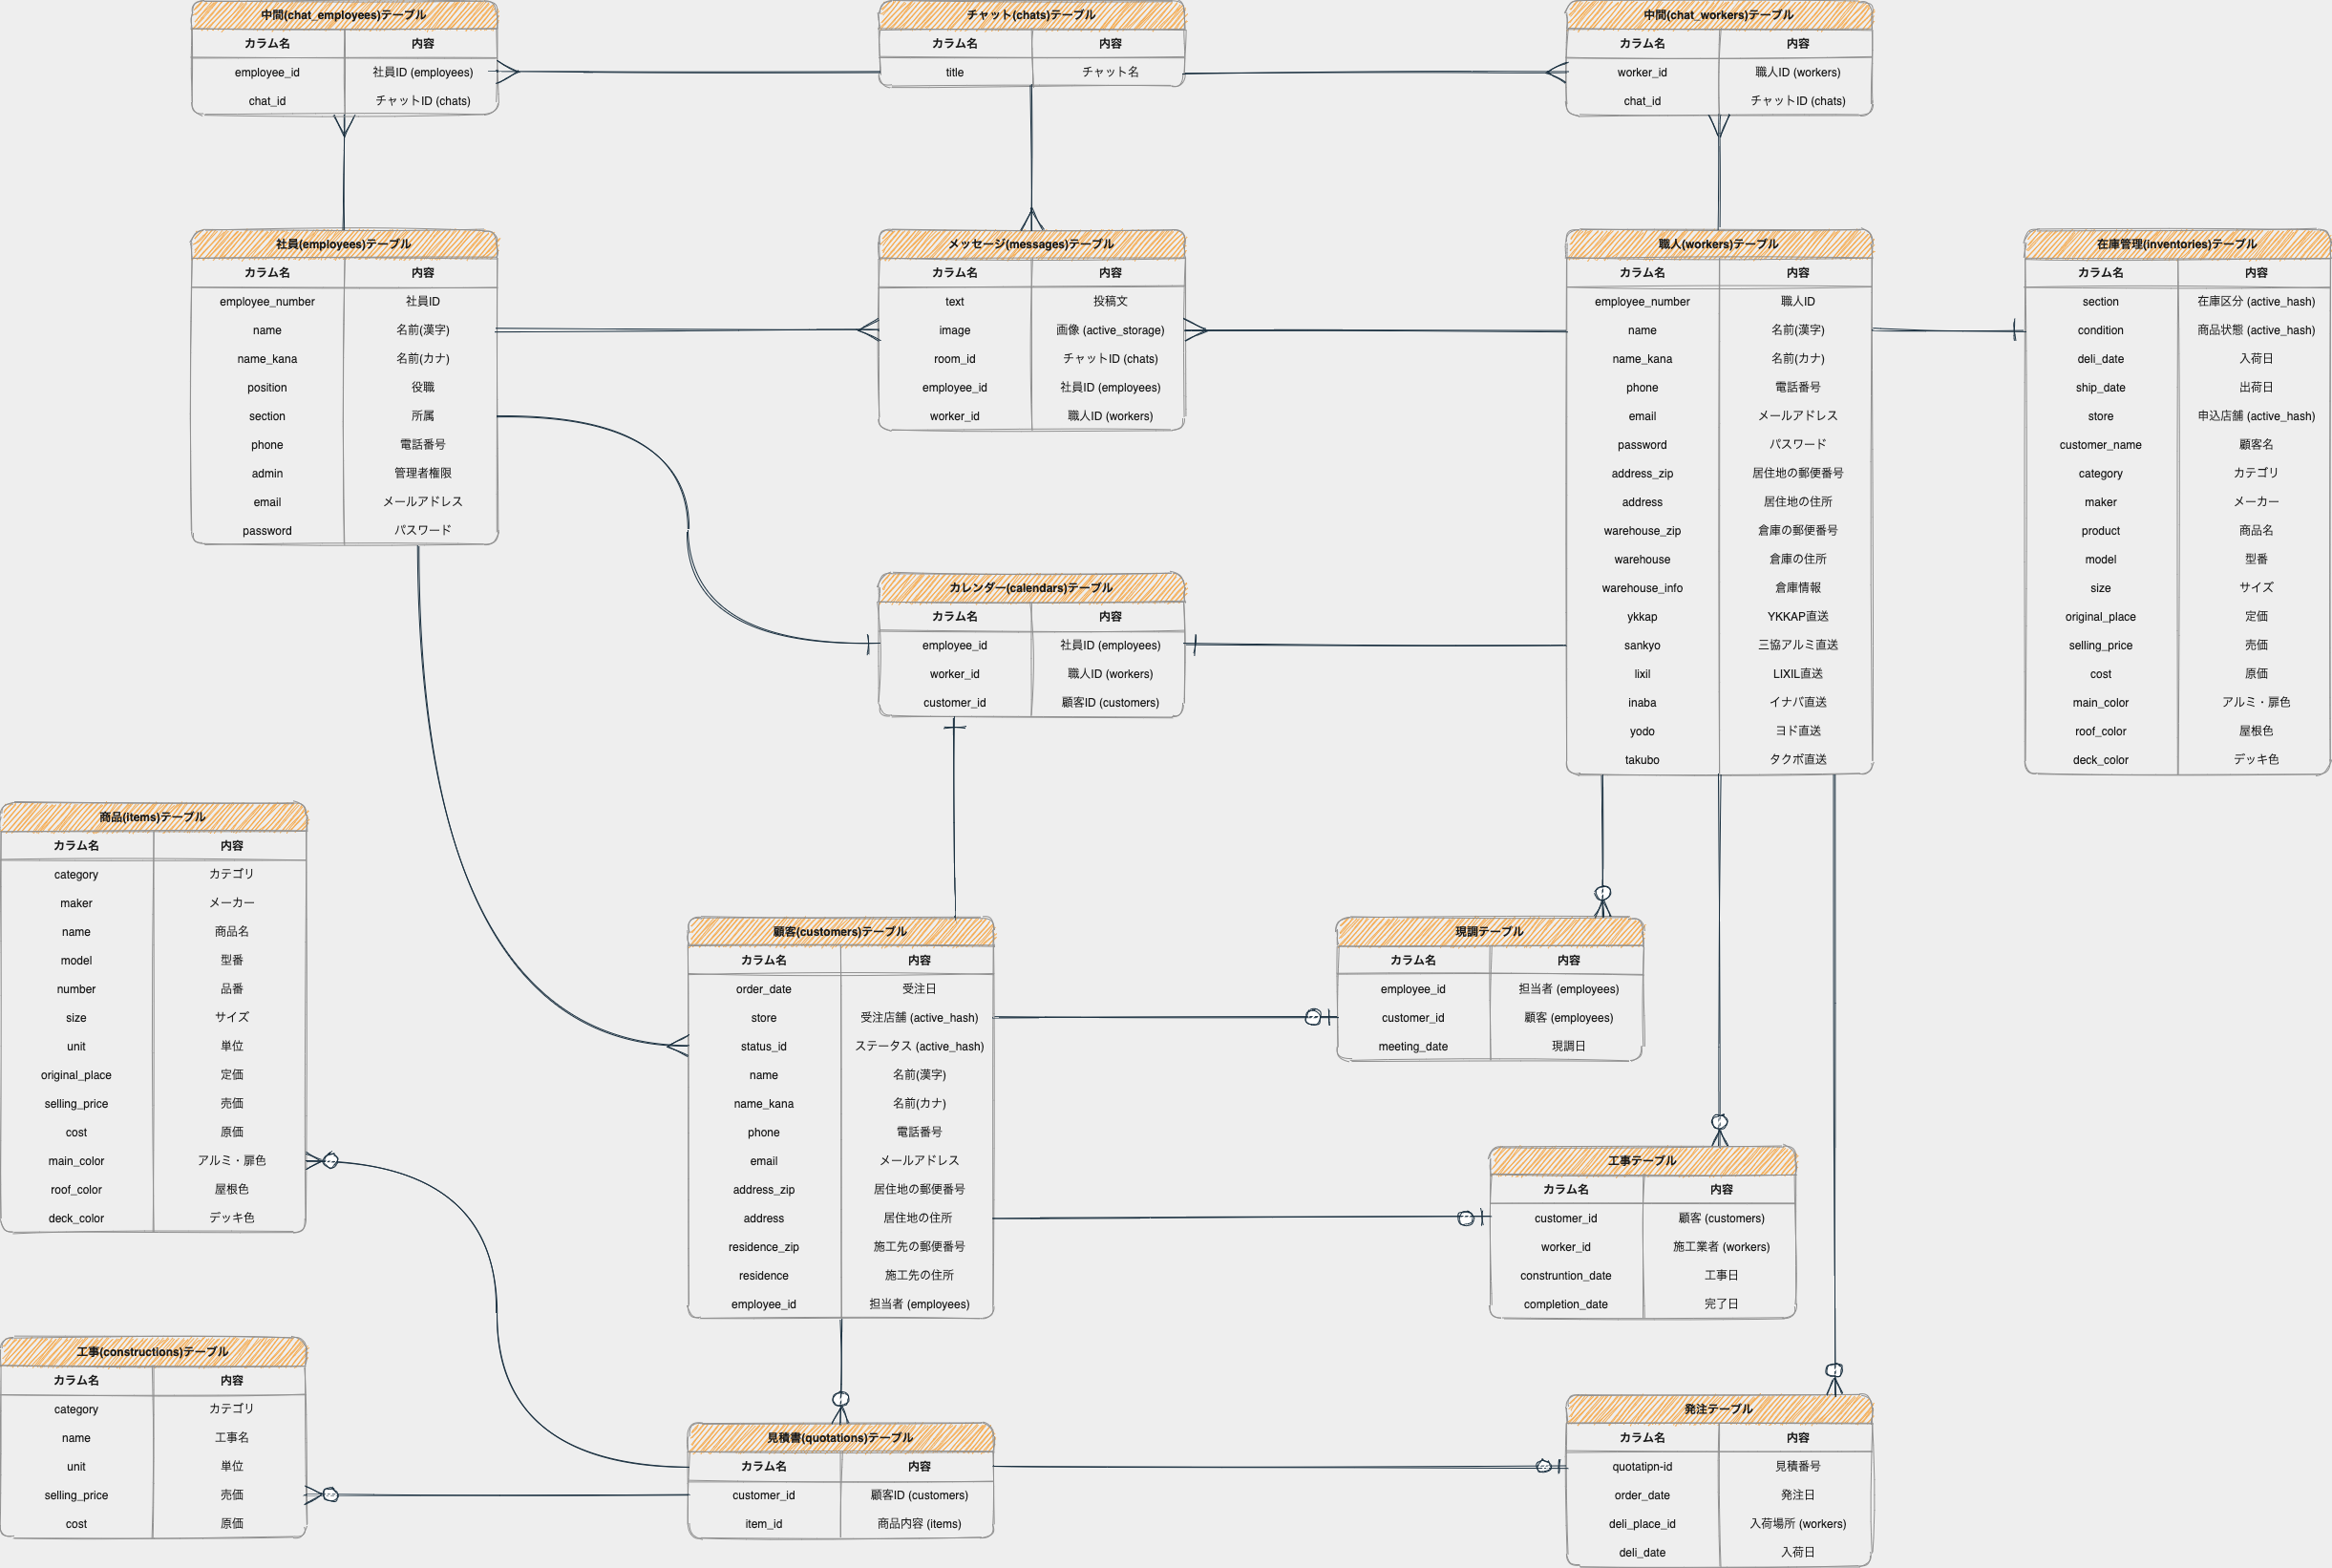 中間(chat_employees)テーブル
カラム名 内容
employee_id 社員ID (employees)
chat_id チャットID (chats)
チャット(chats)テーブル
カラム名 内容
title チャット名
中間(chat_workers)テーブル
カラム名 内容
worker_id 職人ID (workers)
chat_id チャットID (chats)
社員(employees)テーブル
カラム名 内容
employee_number 社員ID
name 名前(漢字)
name_kana 名前(カナ)
position 役職
section 所属
phone 電話番号
admin 管理者権限
email メールアドレス
password パスワード
メッセージ(messages)テーブル
カラム名 内容
text 投稿文
image 画像 (active_storage)
room_id チャットID (chats)
employee_id 社員ID (employees)
worker_id 職人ID (workers)
職人(workers)テーブル
カラム名 内容
employee_number 職人ID
name 名前(漢字)
name_kana 名前(カナ)
phone 電話番号
email メールアドレス
password パスワード
address_zip 居住地の郵便番号
address 居住地の住所
warehouse_zip 倉庫の郵便番号
warehouse 倉庫の住所
warehouse_info 倉庫情報
ykkap YKKAP直送
sankyo 三協アルミ直送
lixil LIXIL直送
inaba イナバ直送
yodo ヨド直送
takubo タクボ直送
在庫管理(inventories)テーブル
カラム名 内容
section 在庫区分 (active_hash)
condition 商品状態 (active_hash)
deli_date 入荷日
ship_date 出荷日
store 申込店舗 (active_hash)
customer_name 顧客名
category カテゴリ
maker メーカー
product 商品名
model 型番
size サイズ
original_place 定価
selling_price 売価
cost 原価
main_color アルミ・扉色
roof_color 屋根色
deck_color デッキ色
カレンダー(calendars)テーブル
カラム名 内容
employee_id 社員ID (employees)
worker_id 職人ID (workers)
customer_id 顧客ID (customers)
商品(items)テーブル
カラム名 内容
category カテゴリ
maker メーカー
name 商品名
model 型番
number 品番
size サイズ
unit 単位
original_place 定価
selling_price 売価
cost 原価
main_color アルミ・扉色
roof_color 屋根色
deck_color デッキ色
顧客(customers)テーブル
カラム名 内容
order_date 受注日
store 受注店舗 (active_hash)
status_id ステータス (active_hash)
name 名前(漢字)
name_kana 名前(カナ)
phone 電話番号
email メールアドレス
address_zip 居住地の郵便番号
address 居住地の住所
residence_zip 施工先の郵便番号
residence 施工先の住所
employee_id 担当者 (employees)
現調テーブル
カラム名 内容
employee_id 担当者 (employees)
customer_id 顧客 (employees)
meeting_date 現調日
工事テーブル
カラム名 内容
customer_id 顧客 (customers)
worker_id 施工業者 (workers)
construntion_date 工事日
completion_date 完了日
工事(constructions)テーブル
カラム名 内容
category カテゴリ
name 工事名
unit 単位
selling_price 売価
cost 原価
見積書(quotations)テーブル
カラム名 内容
customer_id 顧客ID (customers)
item_id 商品内容 (items)
発注テーブル
カラム名 内容
quotatipn-id 見積番号
order_date 発注日
deli_place_id 入荷場所 (workers)
deli_date 入荷日